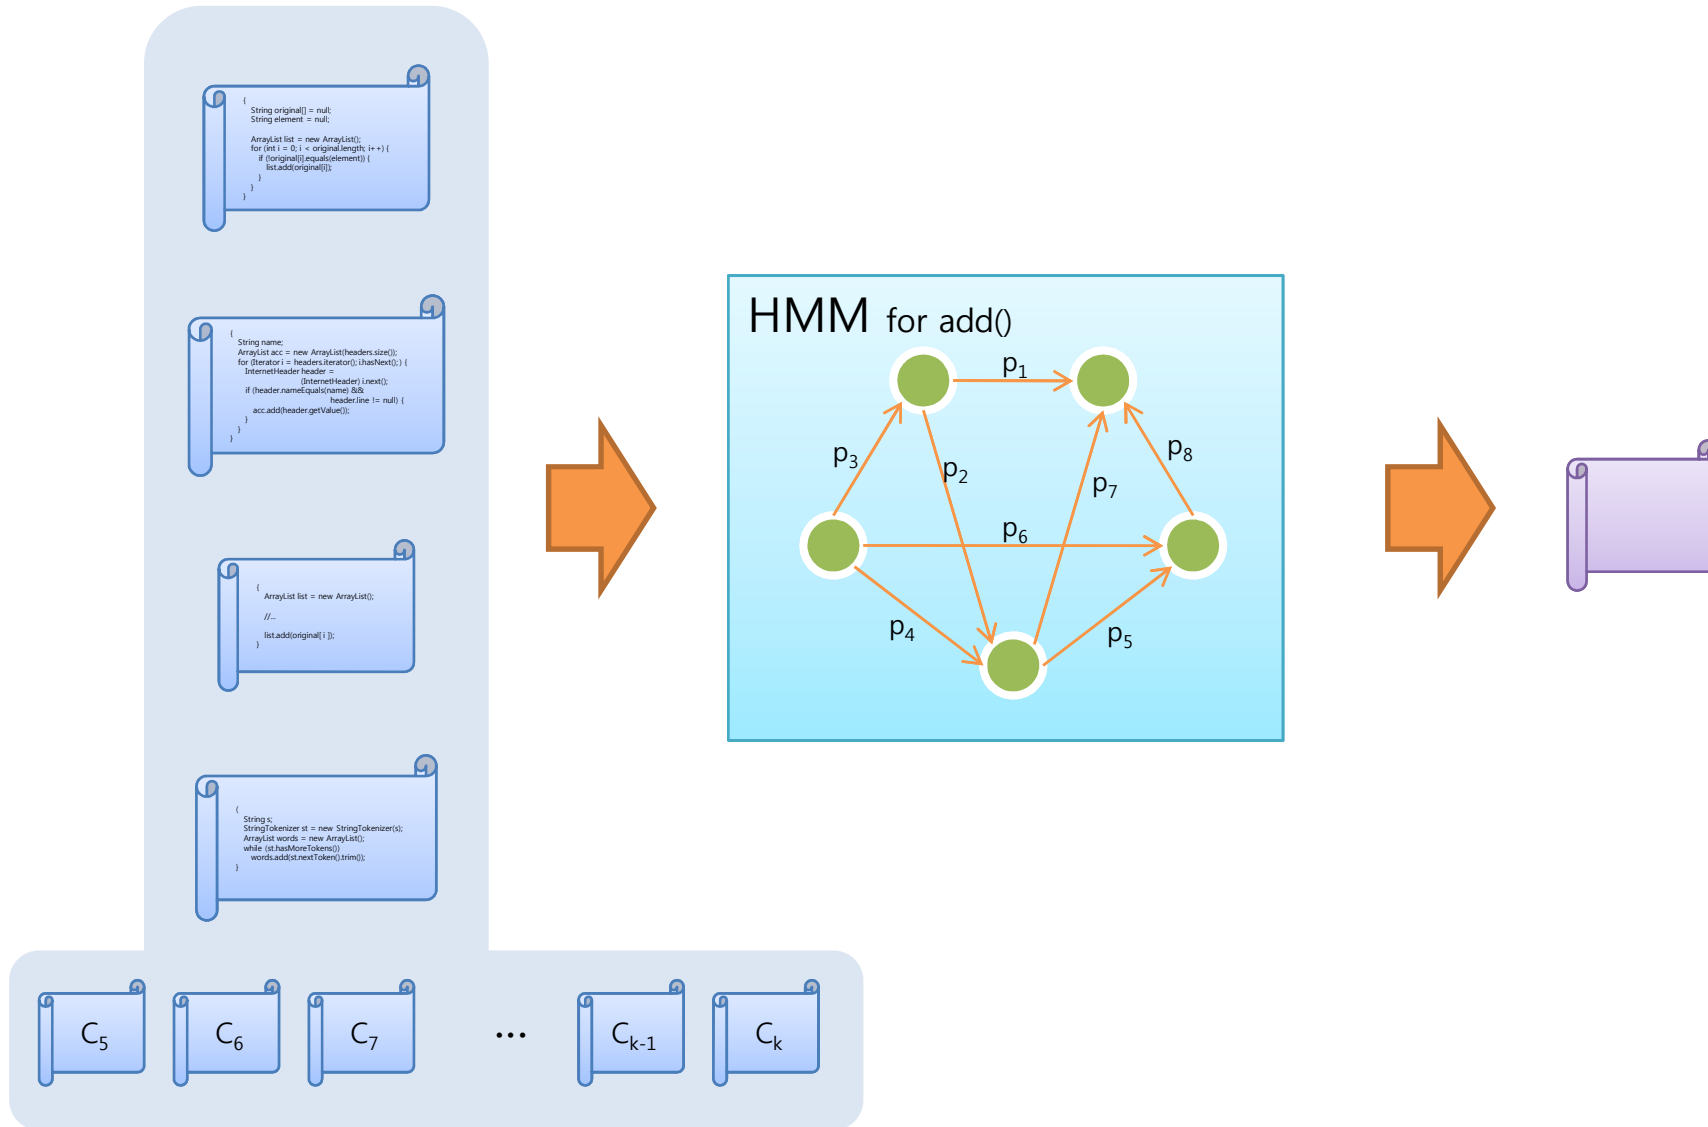 {
String original[] = null;
String element = null;
ArrayList list = new ArrayList();
for (int i = 0; i < original.length; i++) {
if (!original[i].equals(element)) {
list.add(original[i]);
}
}
}
{
String name;
ArrayList acc = new ArrayList(headers.size());
for (Iterator i = headers.iterator(); i.hasNext(); ) {
InternetHeader header =
(InternetHeader) i.next();
if (header.nameEquals(name) &&
header.line != null) {
acc.add(header.getValue());
}
}
}
{
ArrayList list = new ArrayList();
//...
list.add(original[ i ]);
}
{
String s;
StringTokenizer st = new StringTokenizer(s);
ArrayList words = new ArrayList();
while (st.hasMoreTokens())
words.add(st.nextToken().trim());
}
C5
C6
C7
...
Ck-1
Ck
HMM for add()
p1
p3
p2
p8
p7
p6
p4
p5